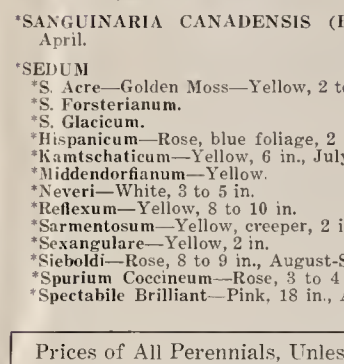 *SANGUINARIA CANADENSIS
April.
*SEDUM
*S. Acre—Golden Moss—Yellow, 2
*S. Forsterianum.
*S. Glacicum.
*Hispanicum—Rose, blue foliage, 2
*Kamtschaticum—Yellow, 6 in.,
*Middendorfianum—Yellow.
*Neveri—White, 3 to 5 in.
*Reflexum—Yellow, 8 to 10 in.
*Sarmentosum—Yellow, creeper, 2
*Sexangulare—Yellow, 2 in.
*Sieboldi—Rose, 8 to 9 in., August-S
*Spurium Coccineum—Rose, 3 to 4
*Spectabile Brilliant—Pink, 18 in.,
Prices of All Perennials,